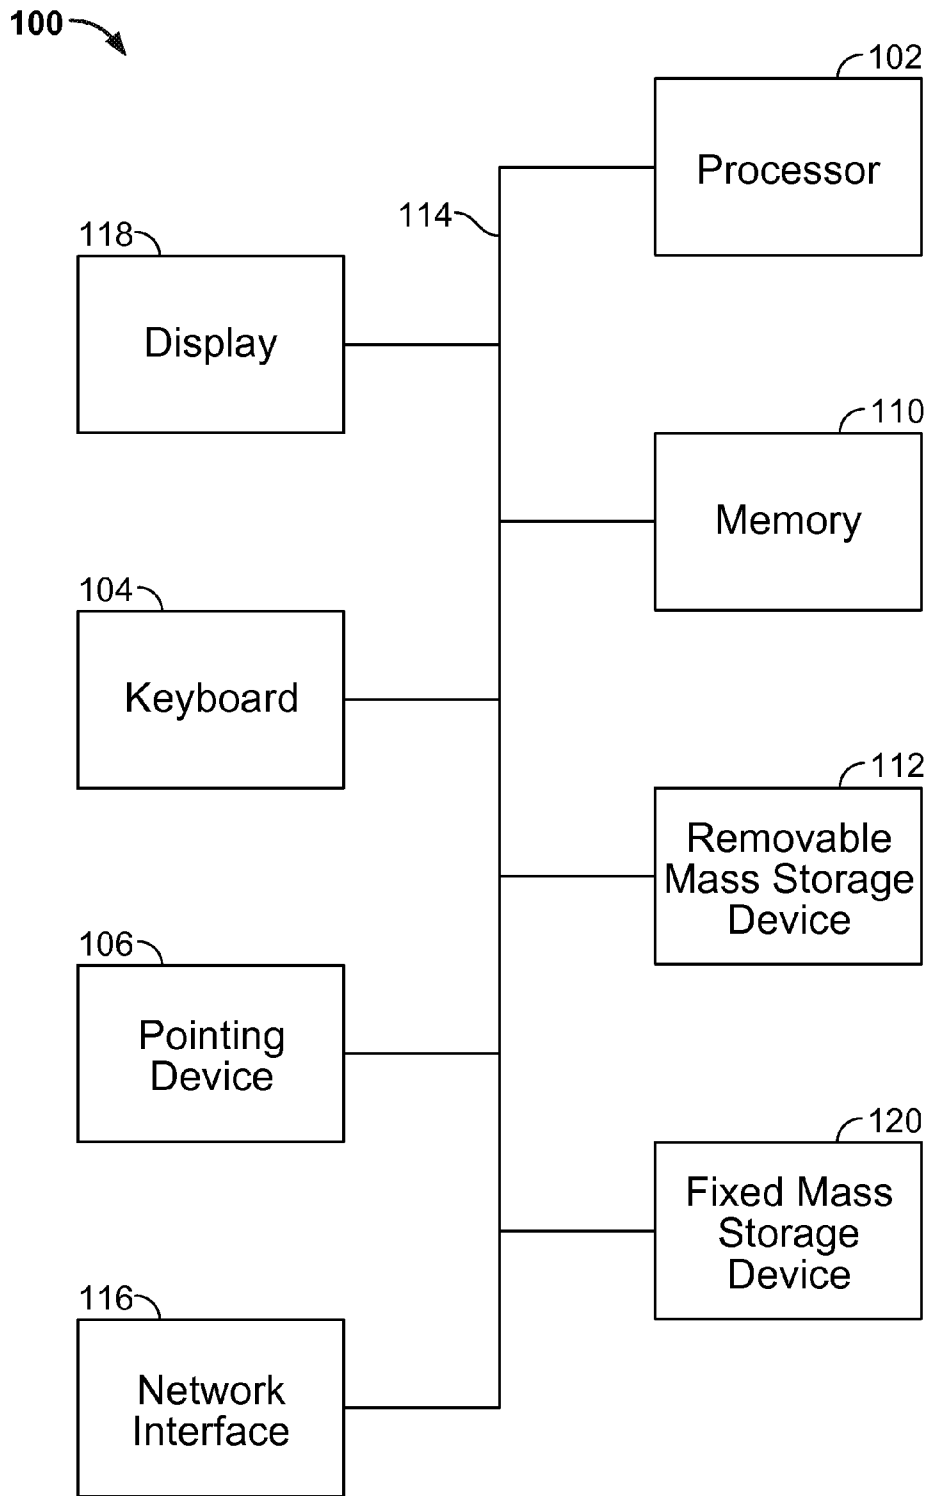 100
102
Processor
114
118
Display
110
Memory
104
Keyboard
112
Removable
Mass Storage
Device
106
Pointing
Device
120
Fixed Mass
Storage
Device
116
Network
Interface